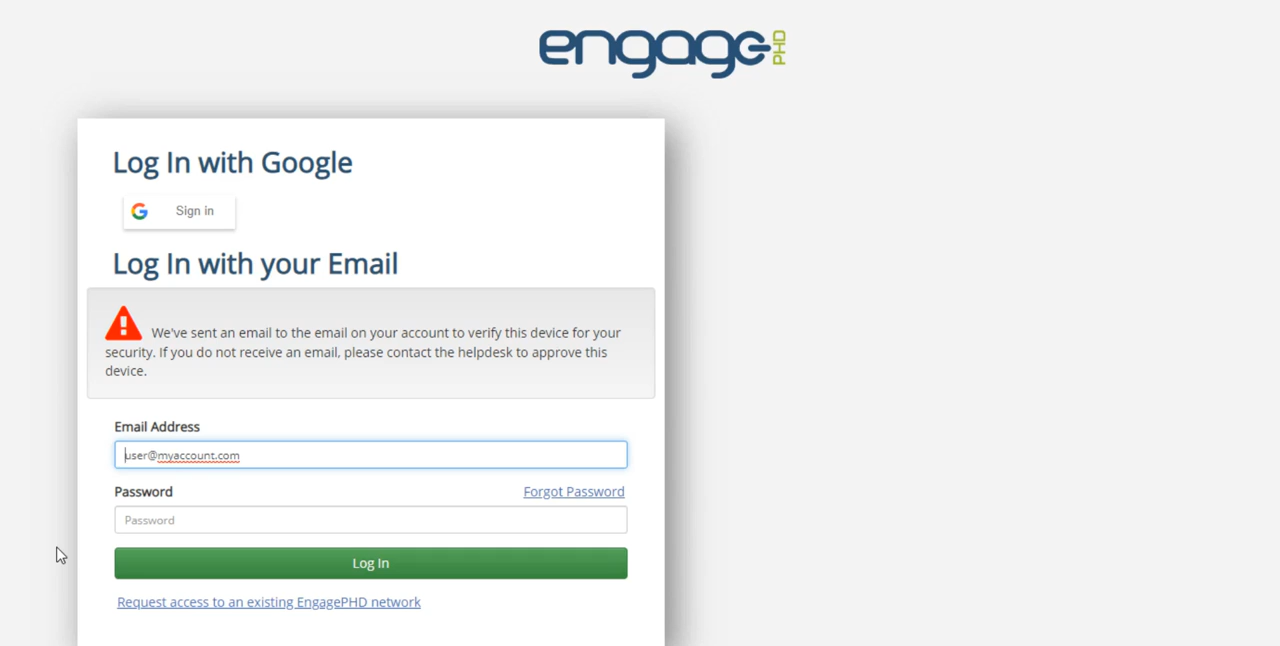 engage PHD
Log In with Google
Sign in
Log In with your Email
We've sent an email to the email on your account to verify this device for your
security. If you do not receive an email, please contact the helpdesk to approve this
device.
Email Address
user@myaccount.com
Password Forgot Password
Password
Log In
Request access to an existing EngagePHD network